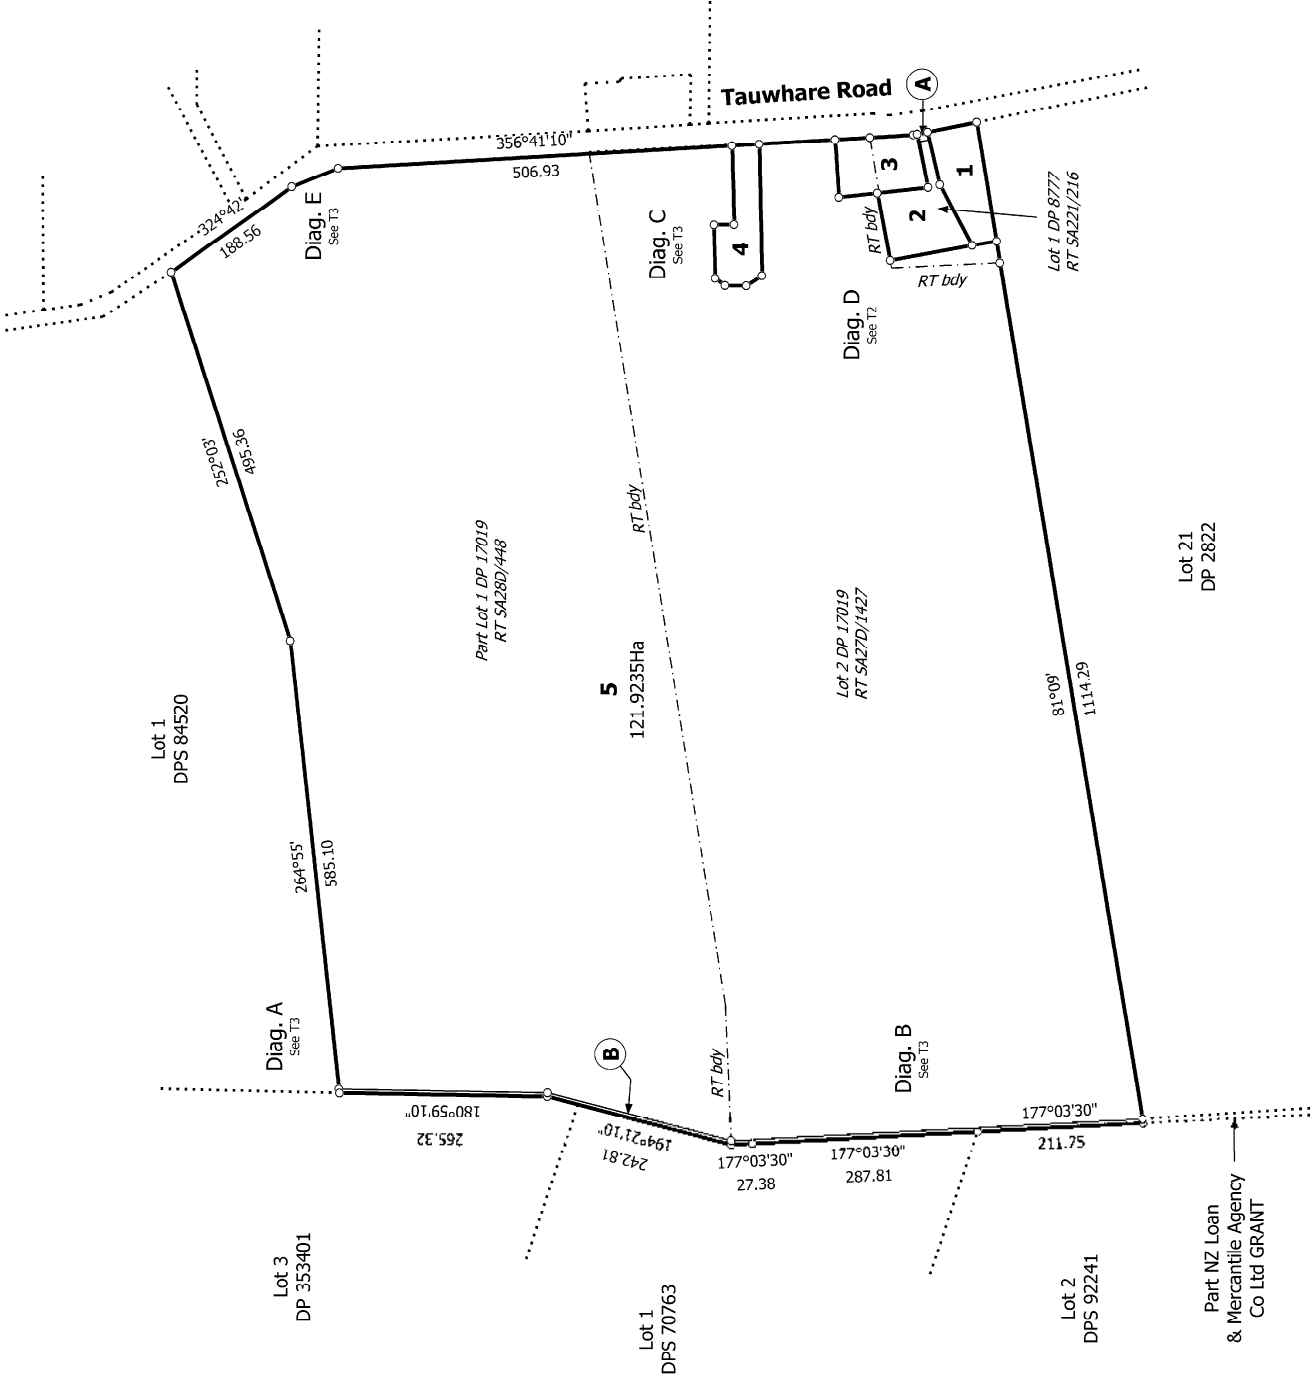 Tauwhare Road
A
356°41'10"
506.93
324°42'
188.56
Diag. E
See T3
Diag. C
See T3
4
3
2
1
RT bdy
RT bdy
Lot 1 DP 8777
RT SA221/216
Diag. D
See T2
252°03'
495.36
RT bdy
Part Lot 1 DP 17019
RT SA28D/448
5
121.9235Ha
Lot 2 DP 17019
RT SA27D/1427
Lot 21
DP 2822
81°09'
1114.29
Lot 1
DPS 84520
264°55'
585.10
Diag. A
See T3
B
RT bdy
Diag. B
See T3
180°59'10"
265.32
194°21'10"
242.81
177°03'30"
27.38
177°03'30"
287.81
177°03'30"
211.75
Lot 3
DP 353401
Lot 1
DPS 70763
Lot 2
DPS 92241
Part NZ Loan
& Mercantile Agency
Co Ltd GRANT